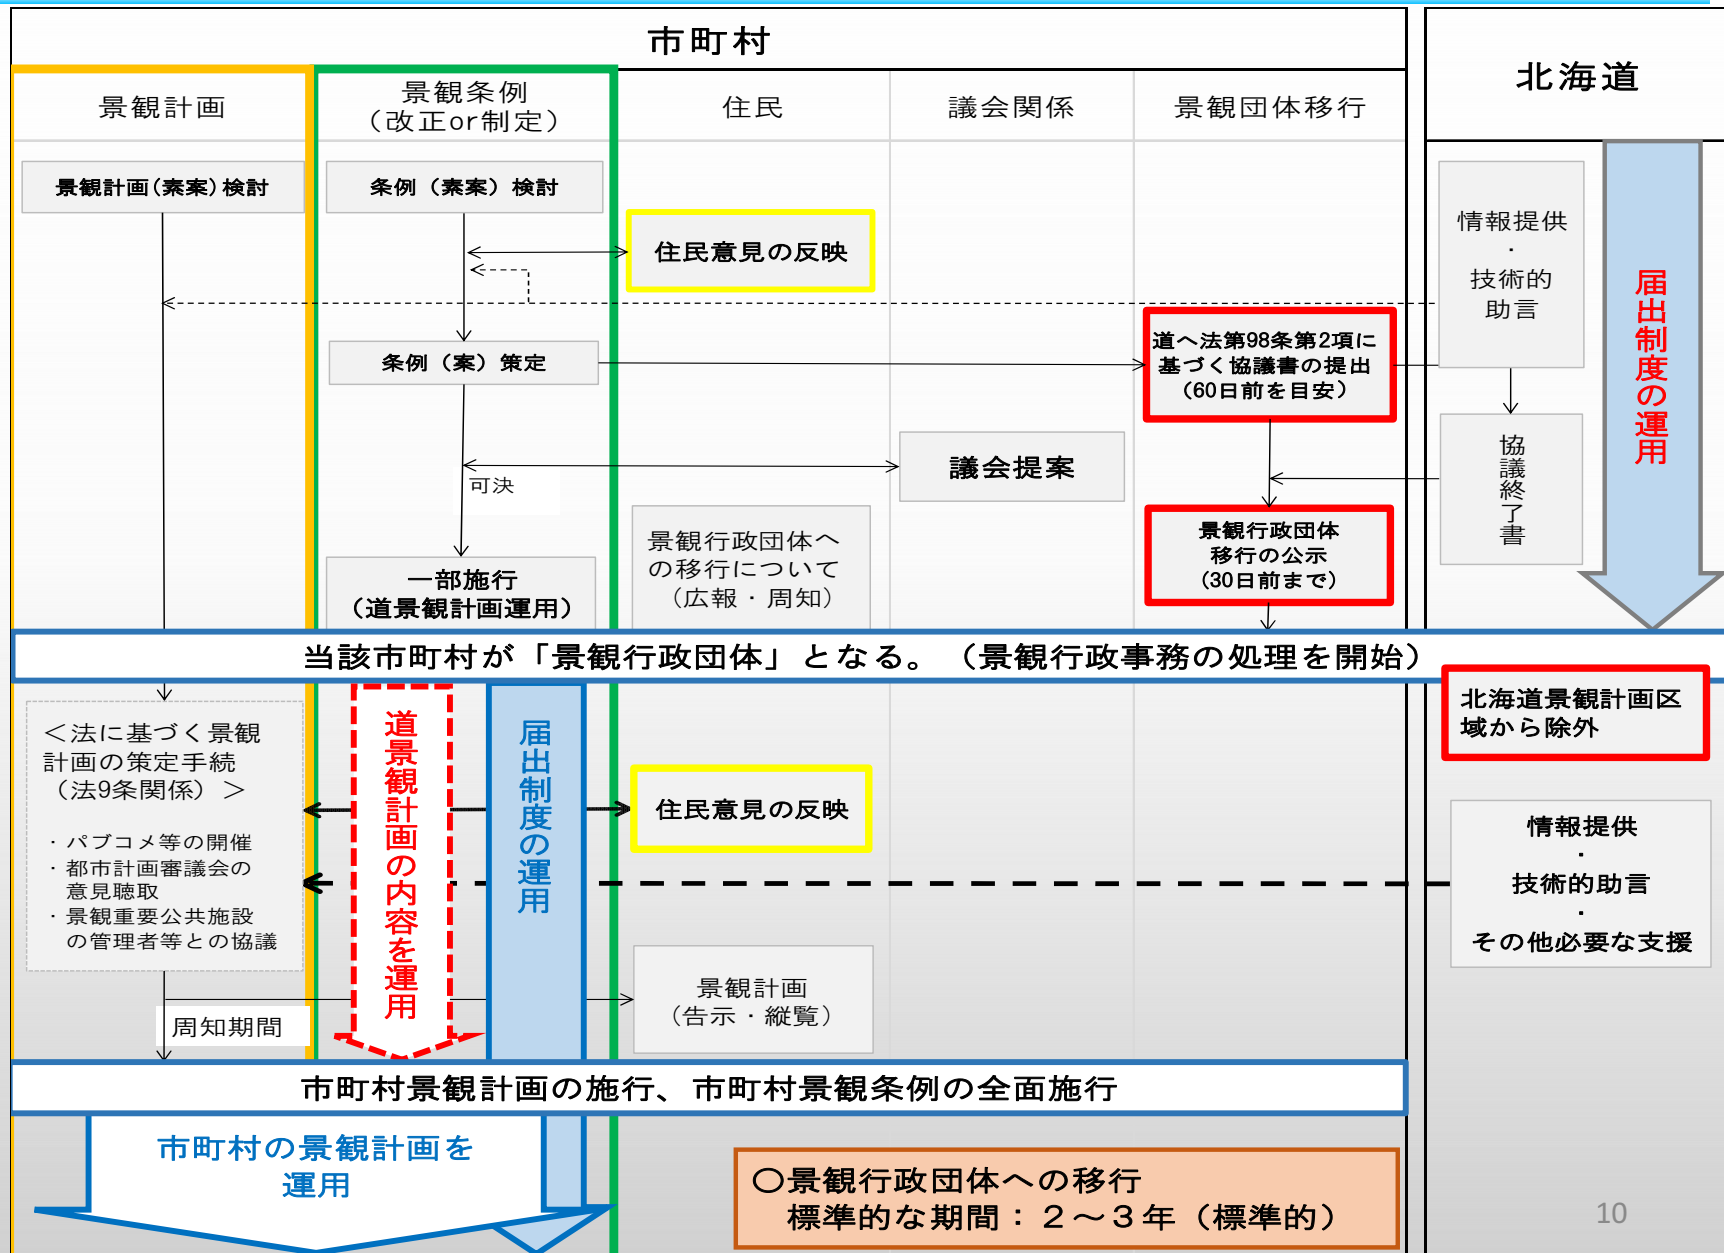 市町村
北海道
景観計画
景観条例
（改正or制定）
住民
議会関係
景観団体移行
景観計画(素案)検討
条例（素案）検討
住民意見の反映
情報提供
・
技術的
助言
届出制度の運用
条例（案）策定
道へ法第98条第2項に
基づく協議書の提出
（60日前を目安）
議会提案
可決
協議終了書
景観行政団体へ
の移行について
（広報・周知）
景観行政団体
移行の公示
（30日前まで）
一部施行
（道景観計画運用）
当該市町村が「景観行政団体」となる。（景観行政事務の処理を開始）
北海道景観計画区
域から除外
＜法に基づく景観
計画の策定手続
（法9条関係）＞
・パブコメ等の開催
・都市計画審議会の
意見聴取
・景観重要公共施設
の管理者等との協議
道景観計画の内容を運用
届出制度の運用
住民意見の反映
情報提供
・
技術的助言
・
その他必要な支援
景観計画
（告示・縦覧）
周知期間
市町村景観計画の施行、市町村景観条例の全面施行
市町村の景観計画を
運用
〇景観行政団体への移行
標準的な期間：２～３年（標準的）
10